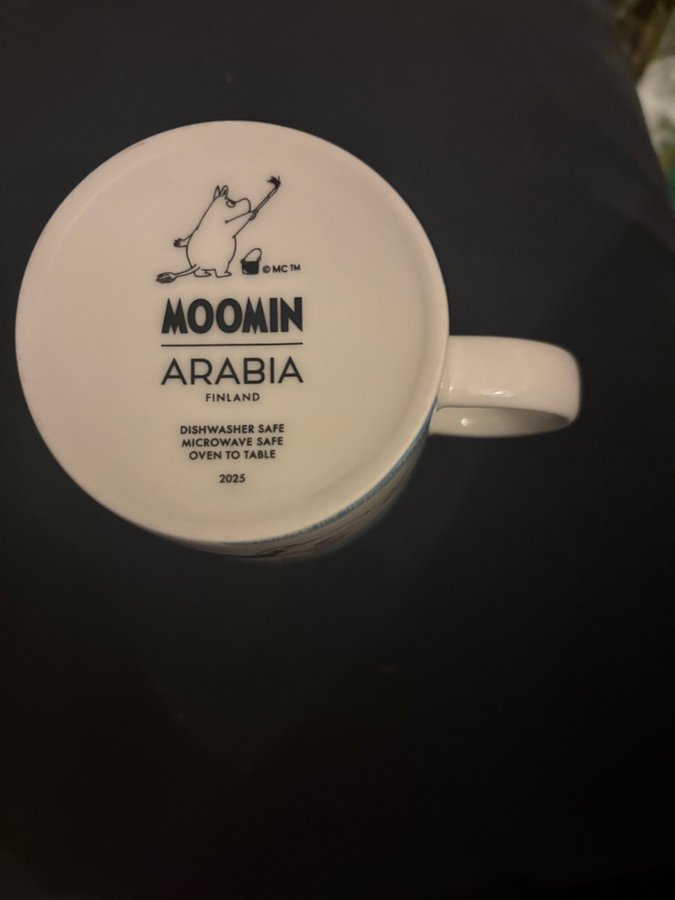 © MC ™
MOOMIN
ARABIA
FINLAND
DISHWASHER SAFE
MICROWAVE SAFE
OVEN TO TABLE
2025